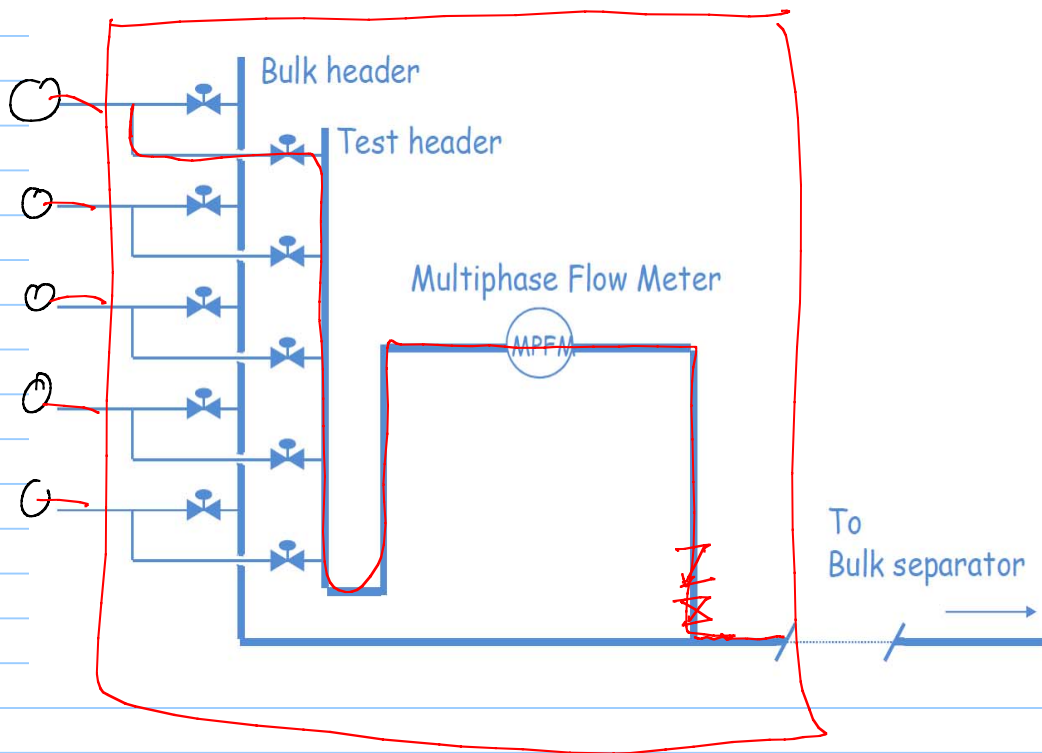 Bulk header
Test header
Multiphase Flow Meter
MPFM
To
Bulk separator